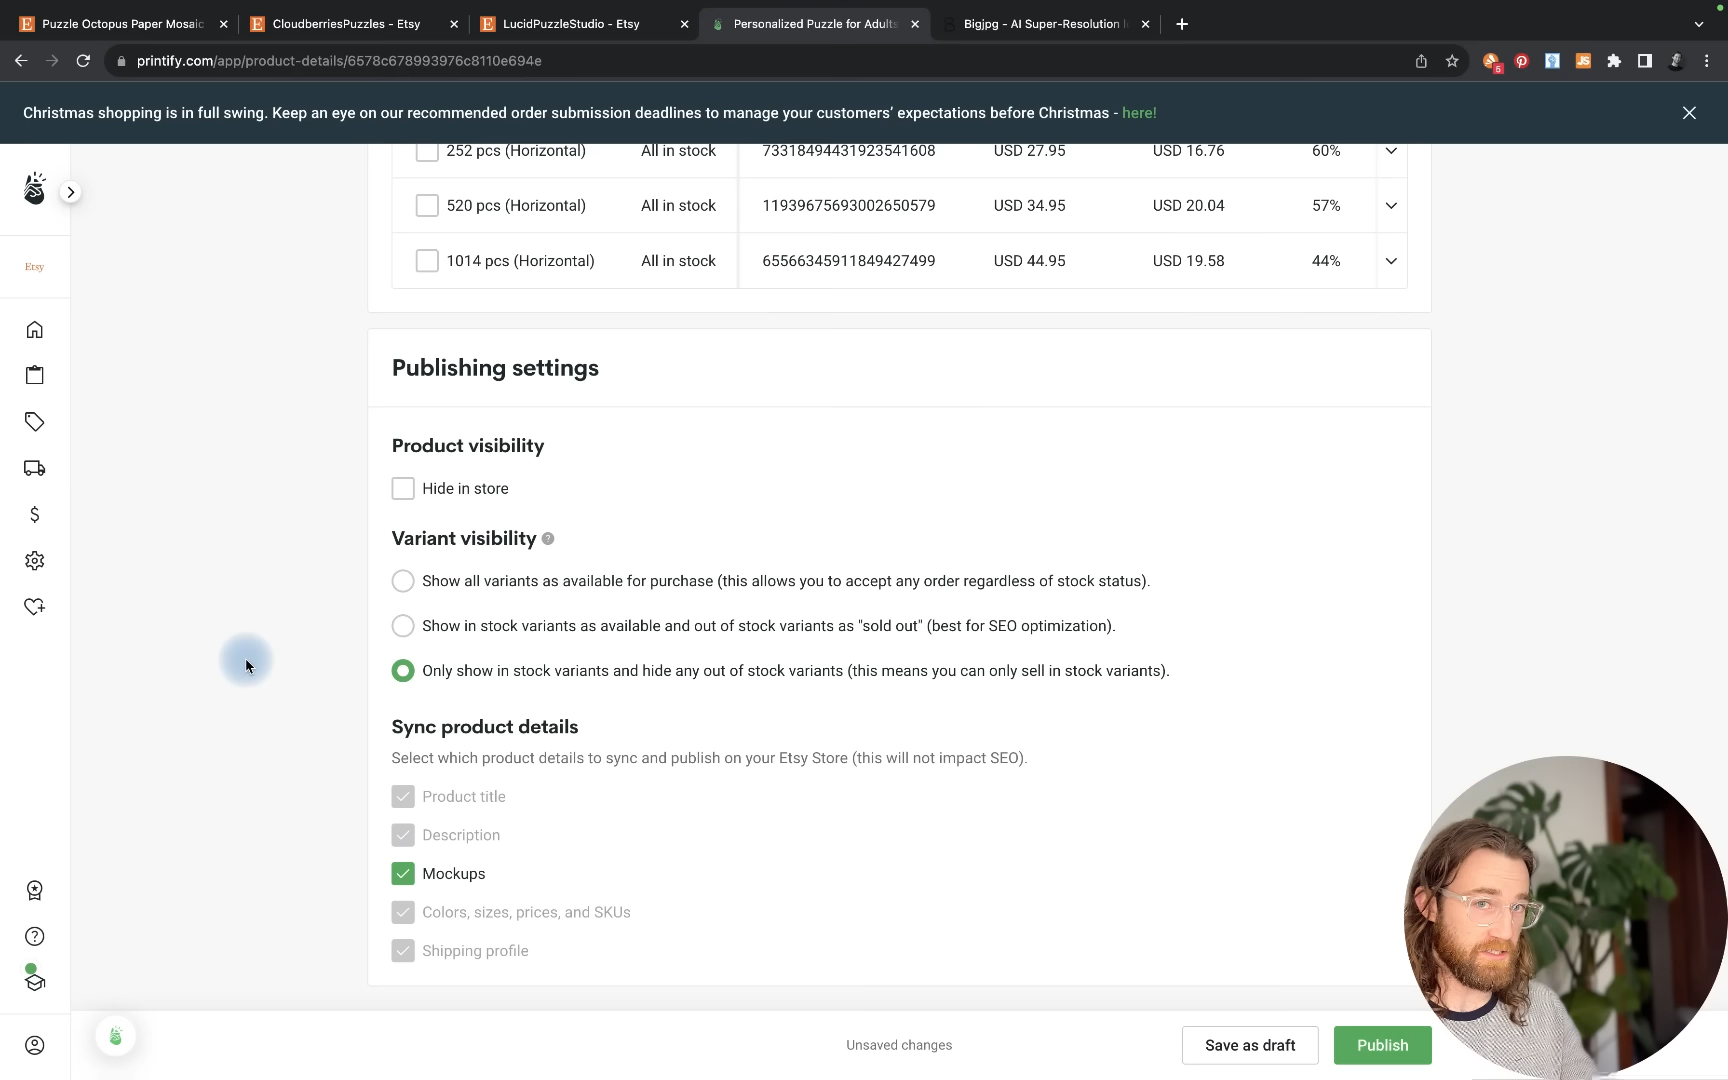 Puzzle Octopus Paper Mosaic
CloudberriesPuzzles - Etsy
LucidPuzzleStudio - Etsy
Personalized Puzzle for Adults
Bigjpg - AI Super-Resolution
printify.com/app/product-details/6578c678993976c8110e694e
5
JS
Christmas shopping is in full swing. Keep an eye on our recommended order submission deadlines to manage your customers’ expectations before Christmas - here!
252 pcs (Horizontal) All in stock 73318494431923541608 USD 27.95 USD 16.76 60%
520 pcs (Horizontal) All in stock 11939675693002650579 USD 34.95 USD 20.04 57%
1014 pcs (Horizontal) All in stock 65566345911849427499 USD 44.95 USD 19.58 44%
Etsy
Publishing settings
Product visibility
Hide in store
Variant visibility ?
Show all variants as available for purchase (this allows you to accept any order regardless of stock status).
Show in stock variants as available and out of stock variants as "sold out" (best for SEO optimization).
Only show in stock variants and hide any out of stock variants (this means you can only sell in stock variants).
Sync product details
Select which product details to sync and publish on your Etsy Store (this will not impact SEO).
Product title
Description
Mockups
Colors, sizes, prices, and SKUs
Shipping profile
Unsaved changes
Save as draft
Publish